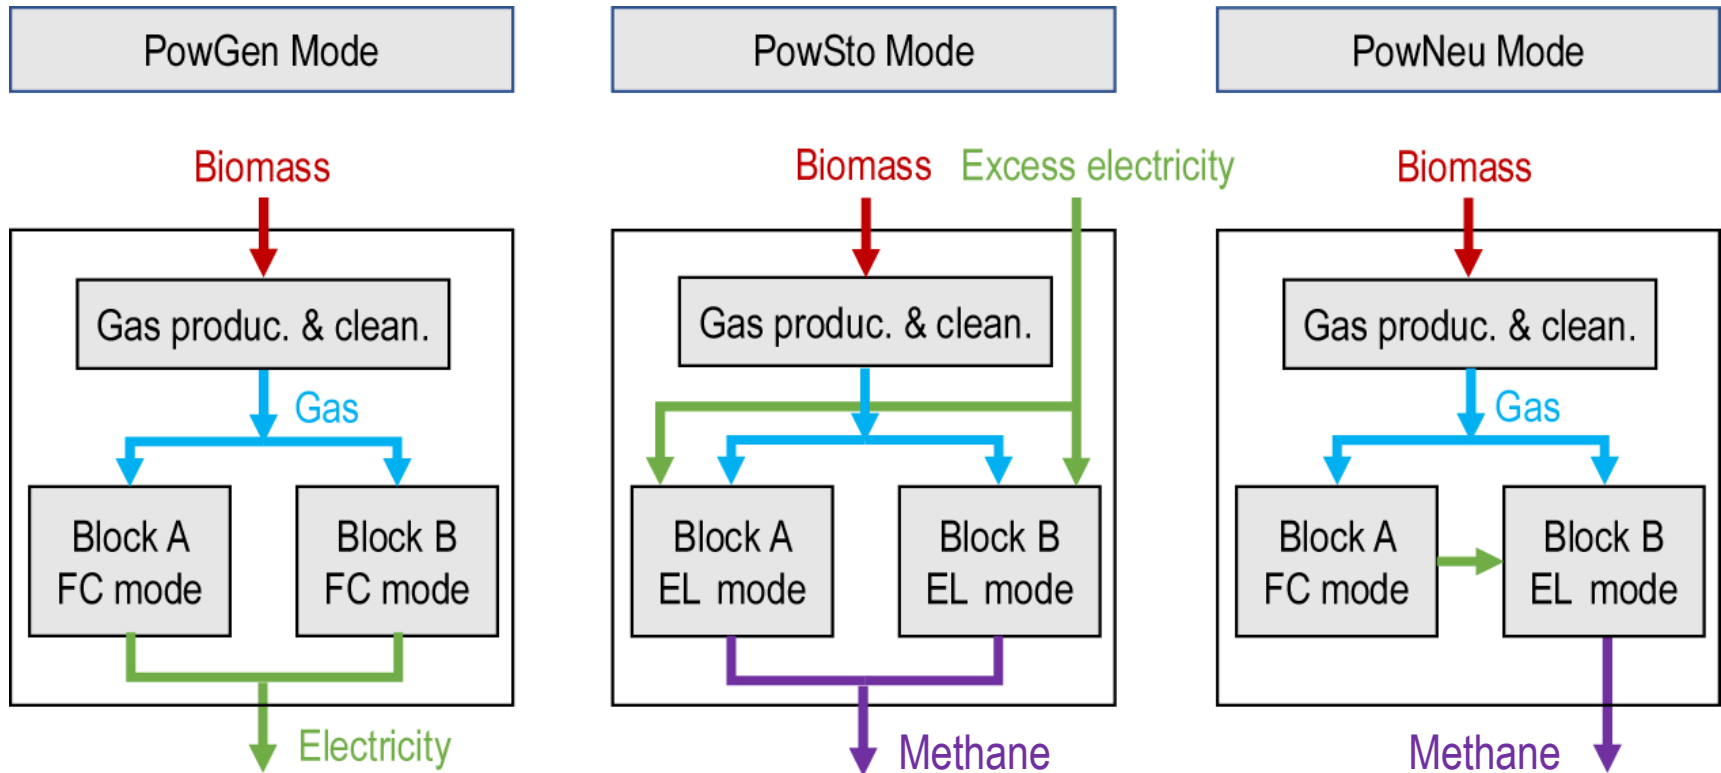 PowGen Mode
PowSto Mode
PowNeu Mode
Biomass
Biomass
Excess electricity
Biomass
Gas produc. & clean.
Gas produc. & clean.
Gas produc. & clean.
Gas
Gas
Block A
FC mode
Block B
FC mode
Block A
EL mode
Block B
EL mode
Block A
FC mode
Block B
EL mode
Electricity
Methane
Methane